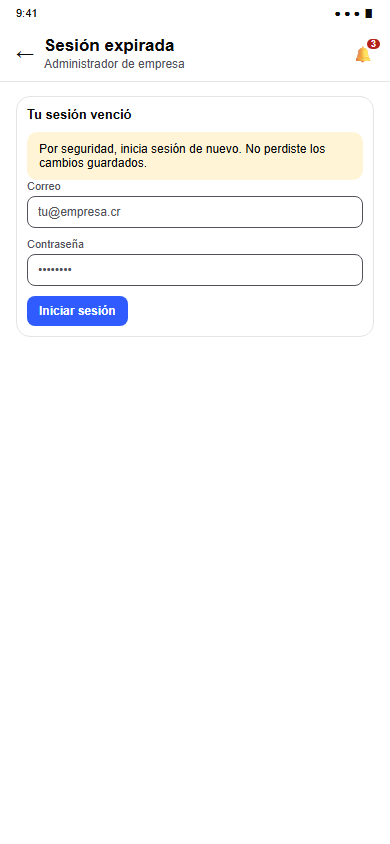 9:41
Sesión expirada
Administrador de empresa
3
Tu sesión venció
Por seguridad, inicia sesión de nuevo. No perdiste los
cambios guardados.
Correo
tu@empresa.cr
Contraseña
••••••••
Iniciar sesión